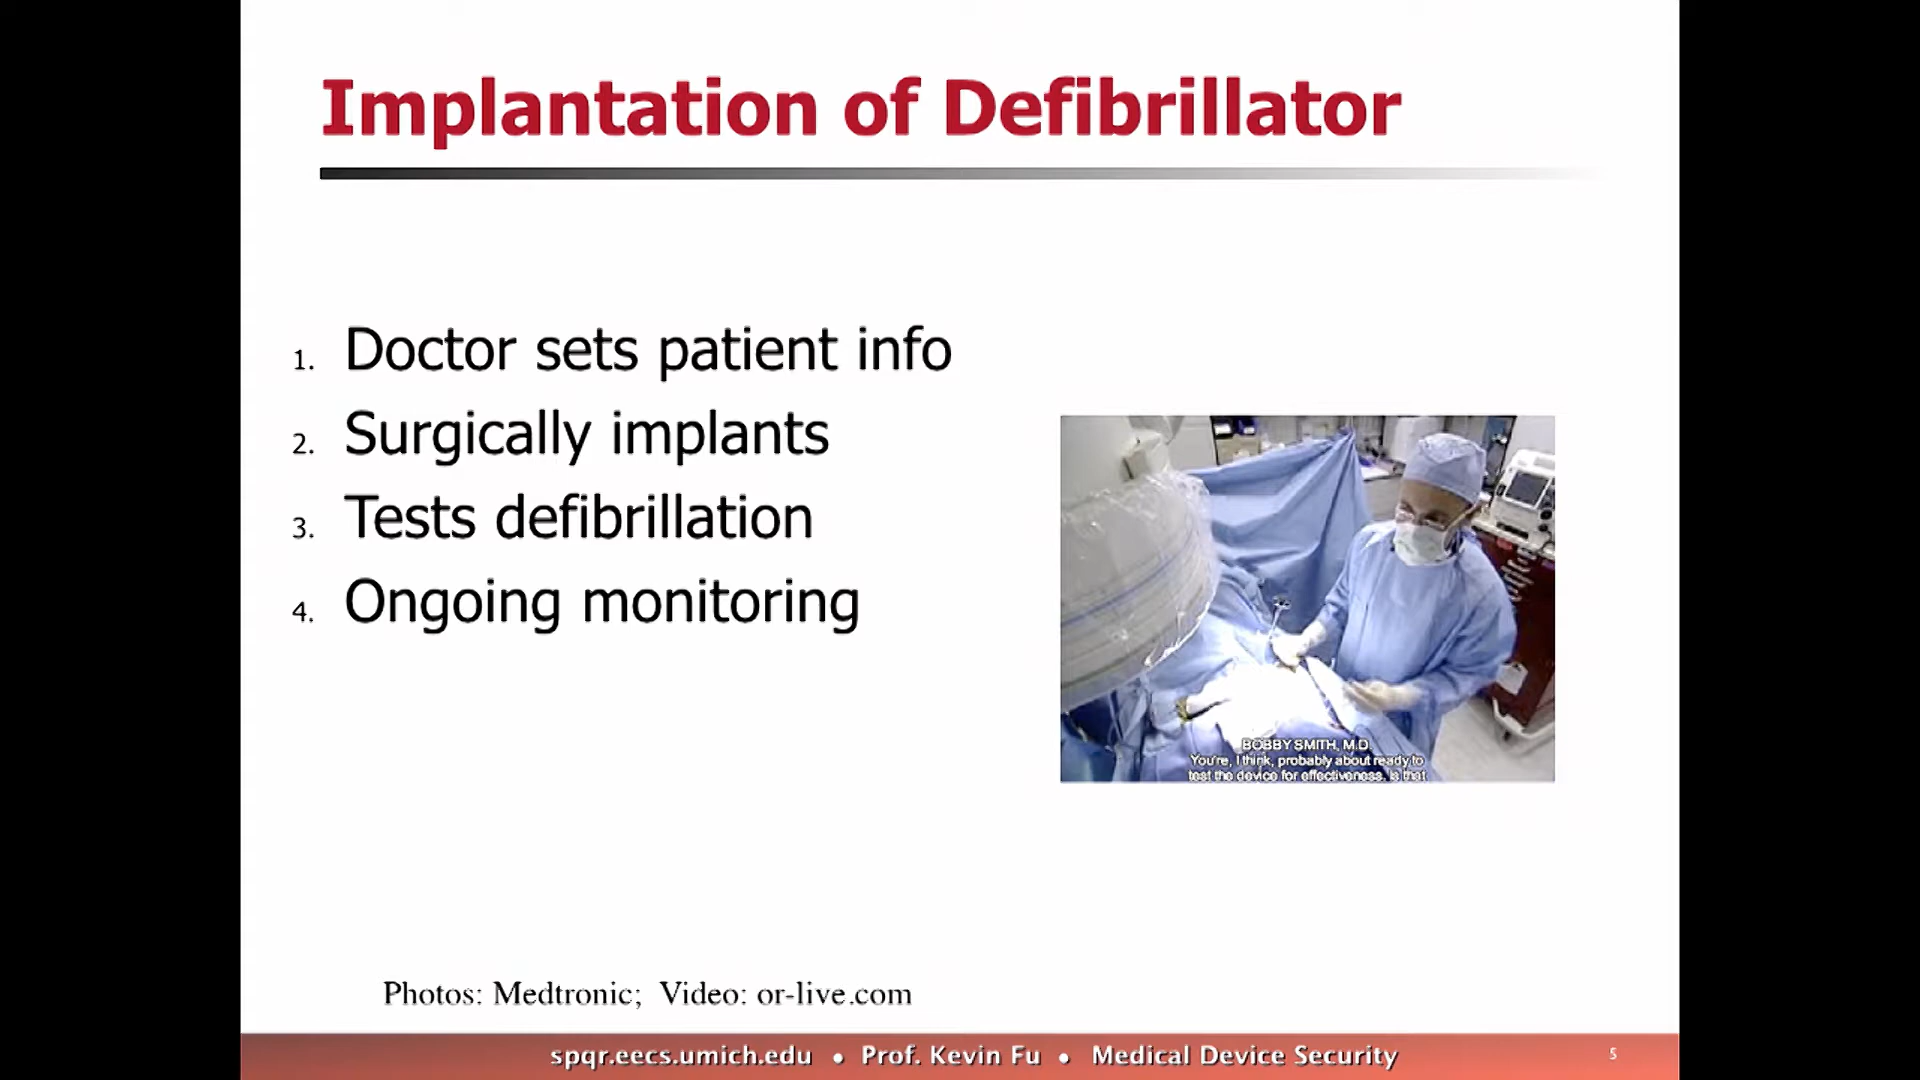 Implantation of Defibrillator
1. Doctor sets patient info
2. Surgically implants
3. Tests defibrillation
4. Ongoing monitoring
BOBBY SMITH, M.D.
You're, I think, probably about ready to
test the device for effectiveness. Is that
Photos: Medtronic; Video: or-live.com
spqr.eecs.umich.edu • Prof. Kevin Fu • Medical Device Security 5